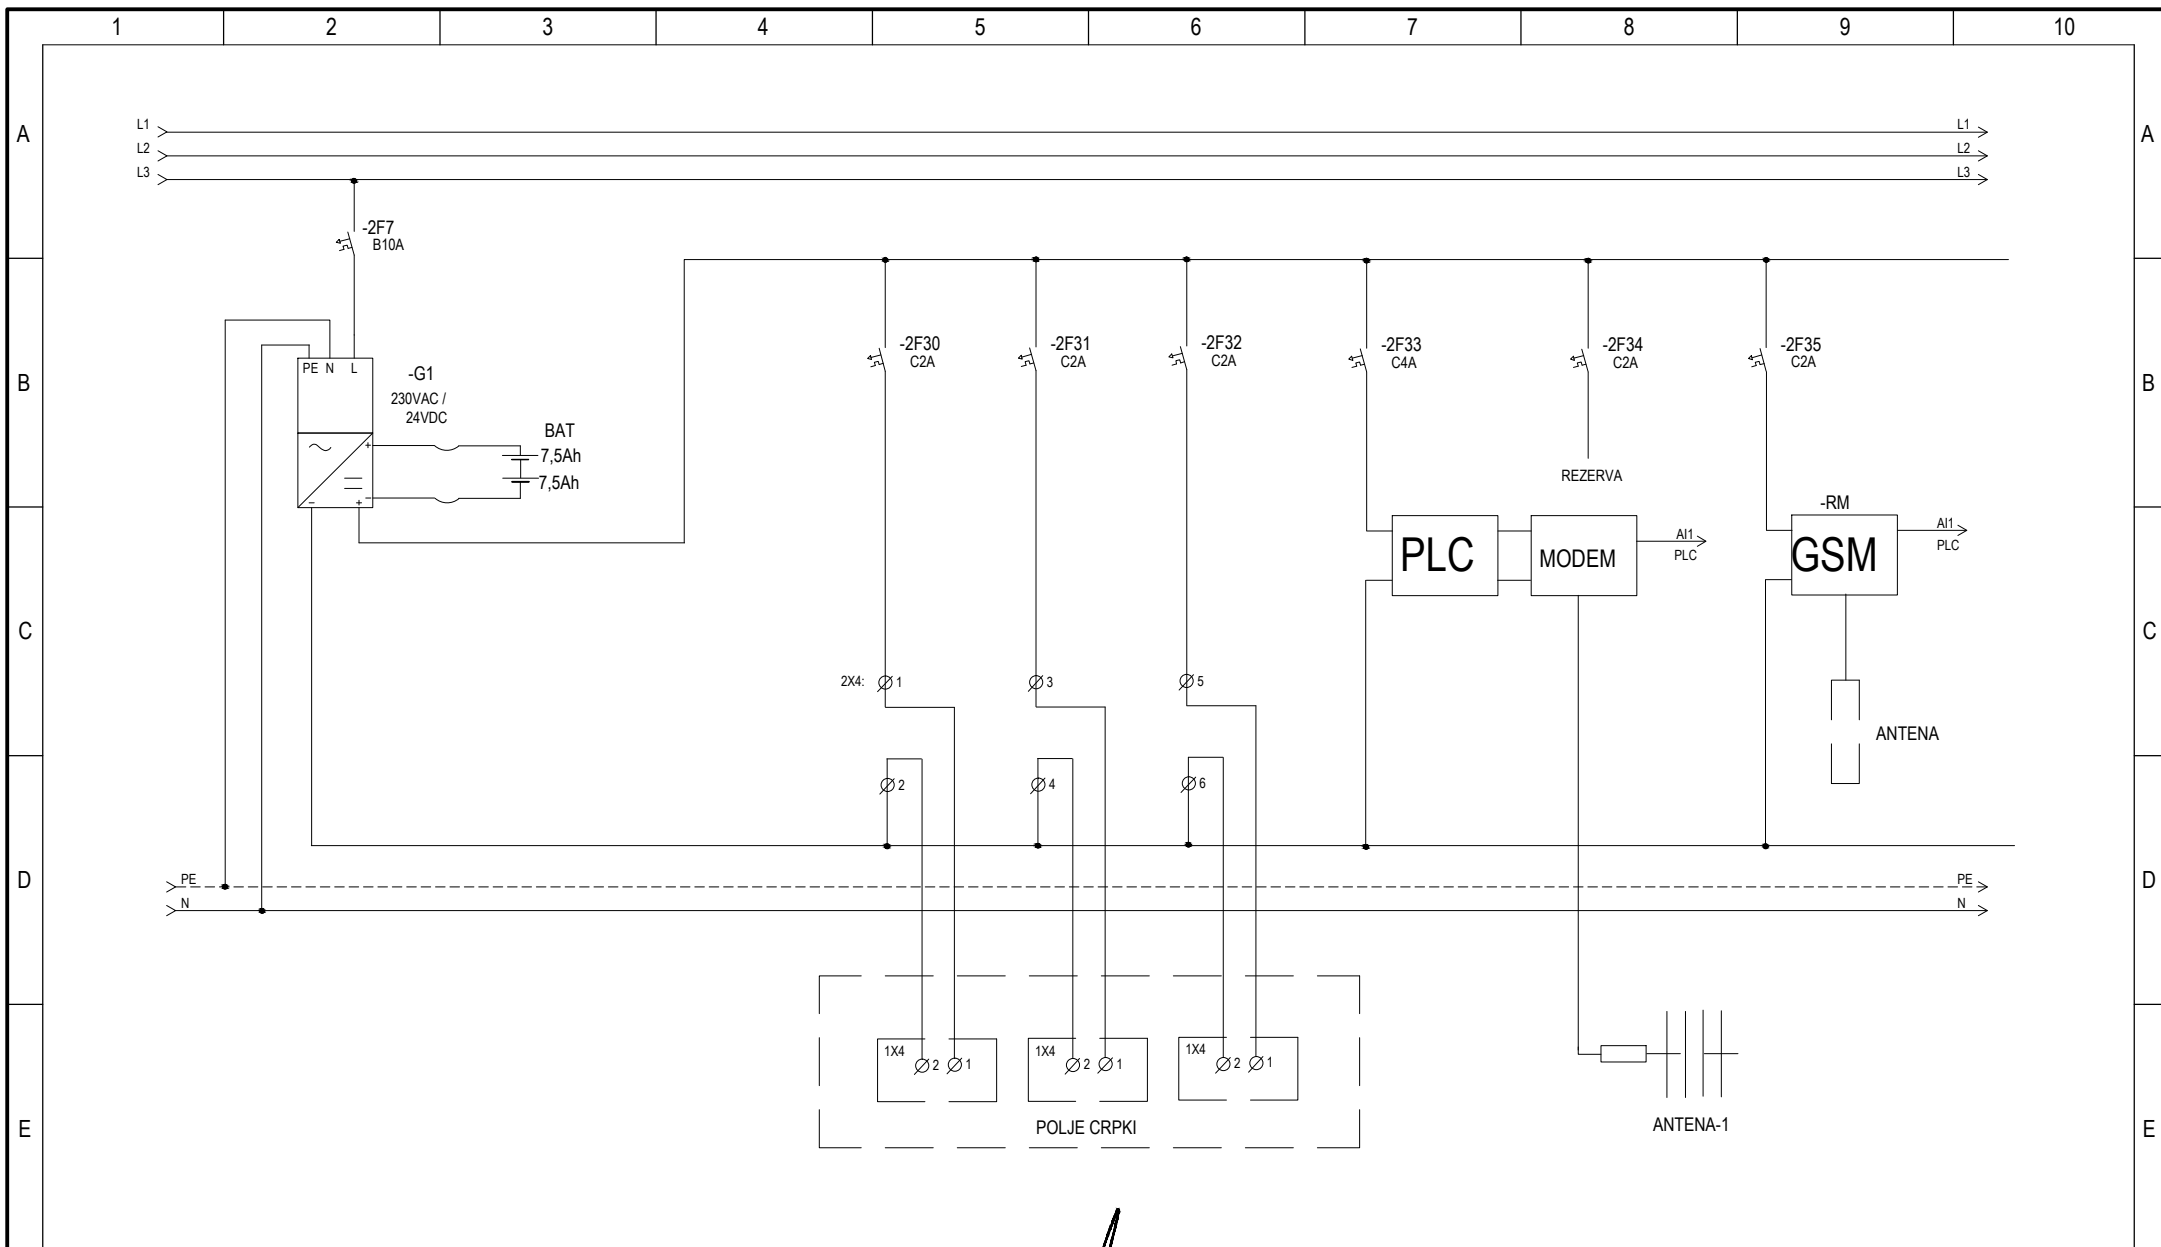 1 2 3 4 5 6 7 8 9 10
A A
L1 L1
L2 L2
L3 L3
-2F7
B10A
-2F30 -2F31 -2F32 -2F33 -2F34 -2F35
C2A C2A C2A C4A C2A C2A
B B
PE N L
-G1
230VAC /
24VDC
BAT
7,5Ah
7,5Ah
REZERVA
-RM
AI1 AI1
PLC MODEM PLC GSM PLC
C C
2X4: 1 3 5
ANTENA
2 4 6
D D
PE PE
N N
1X4 2 1 1X4 2 1 1X4 2 1
POLJE CRPKI
ANTENA-1
E E